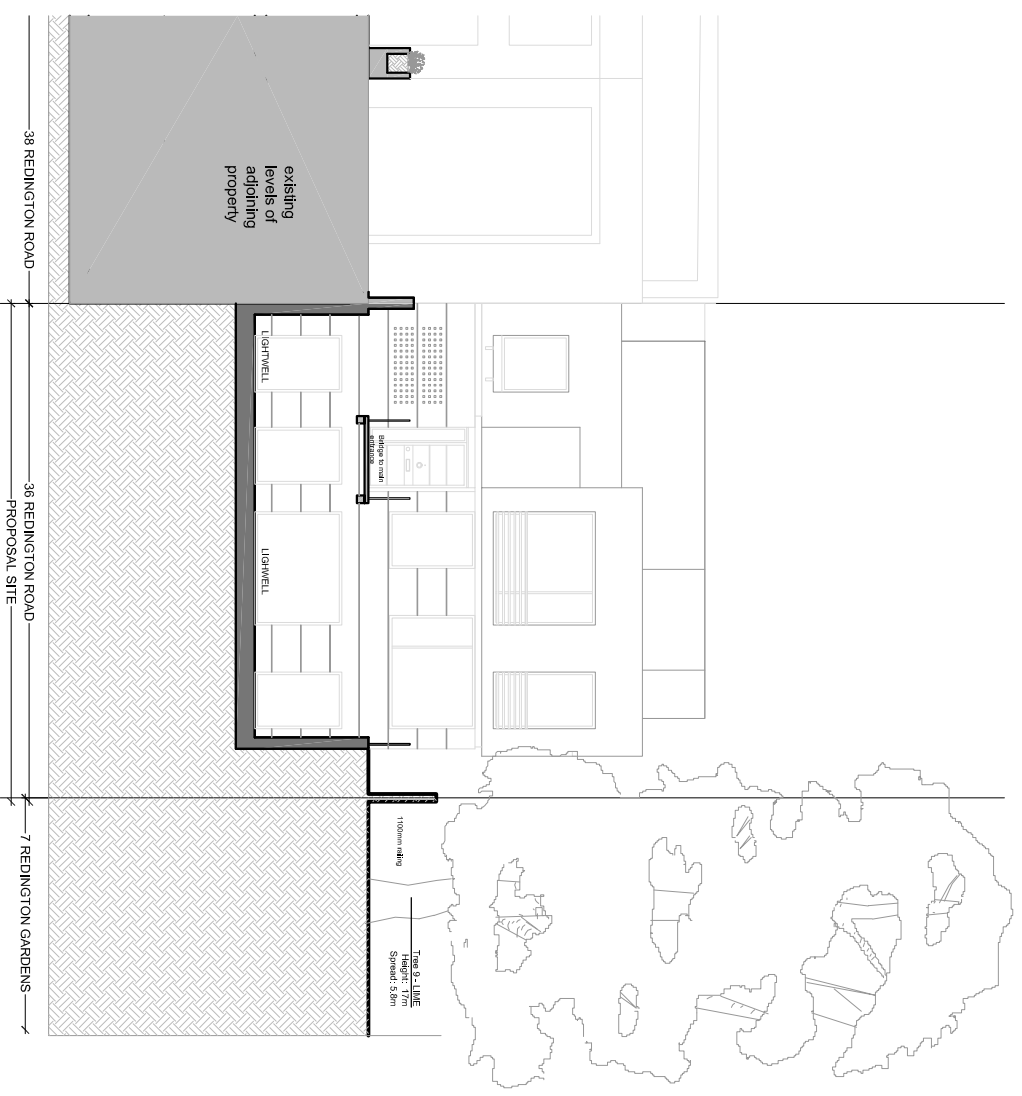 existing
levels of
adjoining
property
LIGHTWELL
Bridge to main
entrance
LIGHWELL
1100mm railing
Tree 9 - LIME
Height: 17m
Spread: 5.8m
38 REDINGTON ROAD
36 REDINGTON ROAD
PROPOSAL SITE
7 REDINGTON GARDENS